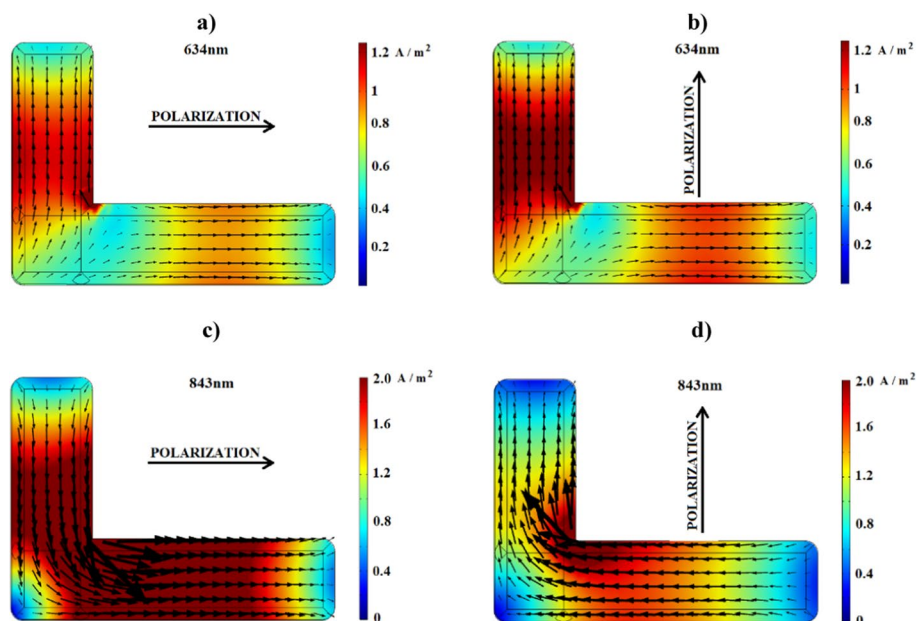 a)
634nm
POLARIZATION
1.2 A / m²
1
0.8
0.6
0.4
0.2
b)
634nm
POLARIZATION
1.2 A / m²
1
0.8
0.6
0.4
0.2
c)
843nm
POLARIZATION
2.0 A / m²
1.6
1.2
0.8
0.4
0
d)
843nm
POLARIZATION
2.0 A / m²
1.6
1.2
0.8
0.4
0